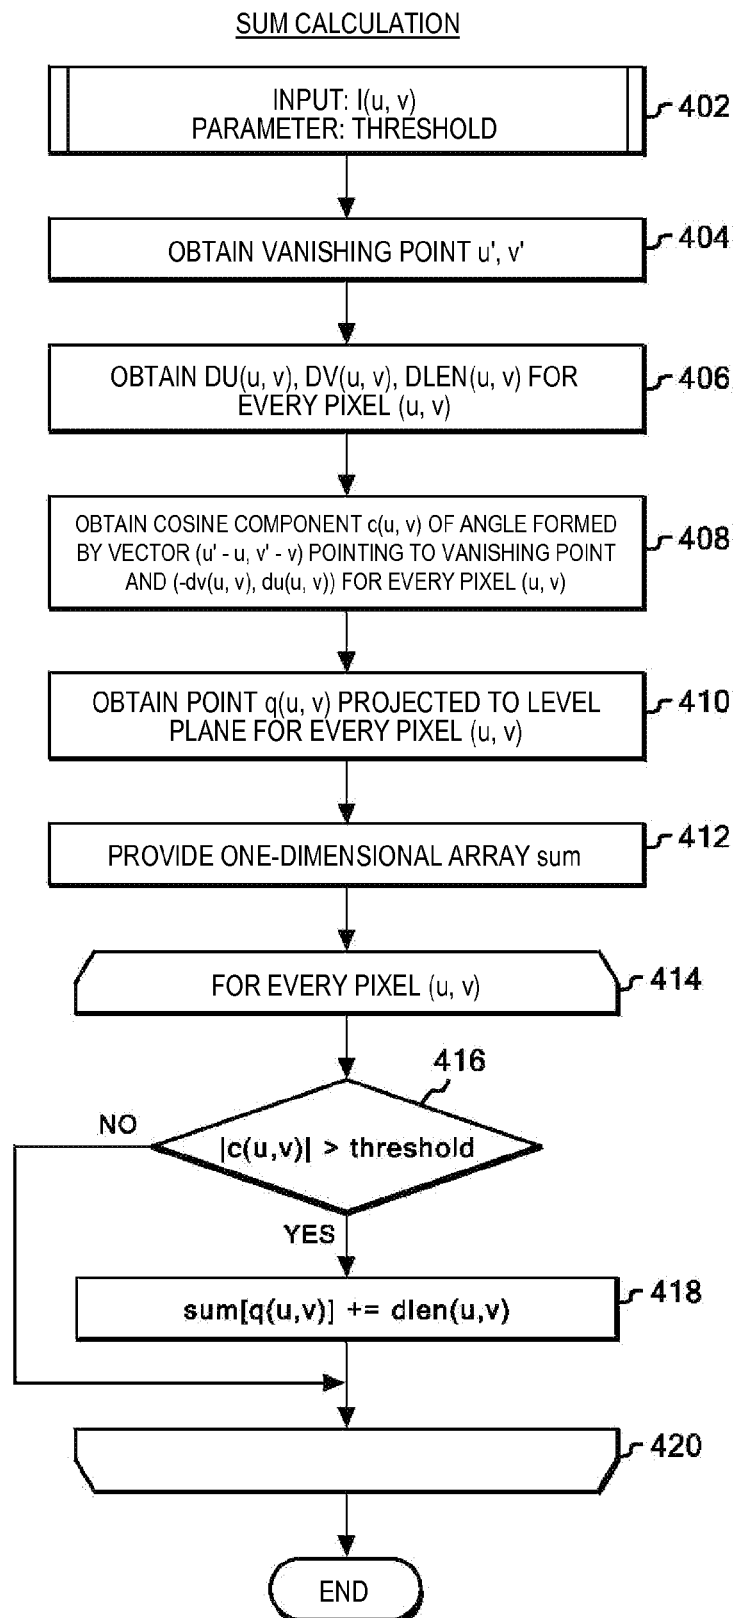 SUM CALCULATION
INPUT: I(u, v)
PARAMETER: THRESHOLD
402
OBTAIN VANISHING POINT u', v'
404
OBTAIN DU(u, v), DV(u, v), DLEN(u, v) FOR
EVERY PIXEL (u, v)
406
OBTAIN COSINE COMPONENT c(u, v) OF ANGLE FORMED
BY VECTOR (u' - u, v' - v) POINTING TO VANISHING POINT
AND (-dv(u, v), du(u, v)) FOR EVERY PIXEL (u, v)
408
OBTAIN POINT q(u, v) PROJECTED TO LEVEL
PLANE FOR EVERY PIXEL (u, v)
410
PROVIDE ONE-DIMENSIONAL ARRAY sum
412
FOR EVERY PIXEL (u, v)
414
416
NO
|c(u,v)| > threshold
YES
sum[q(u,v)] += dlen(u,v)
418
420
END